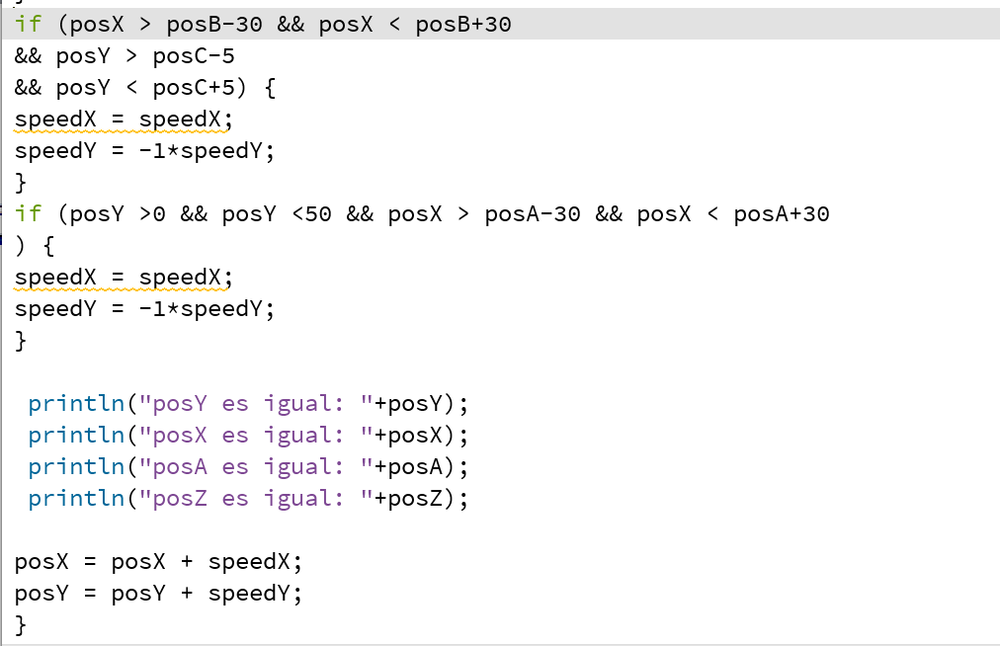 if (posX > posB-30 && posX < posB+30
&& posY > posC-5
&& posY < posC+5) {
speedX = speedX;
speedY = -1*speedY;
}
if (posY >0 && posY <50 && posX > posA-30 && posX < posA+30
) {
speedX = speedX;
speedY = -1*speedY;
}
println("posY es igual: "+posY);
println("posX es igual: "+posX);
println("posA es igual: "+posA);
println("posZ es igual: "+posZ);
posX = posX + speedX;
posY = posY + speedY;
}